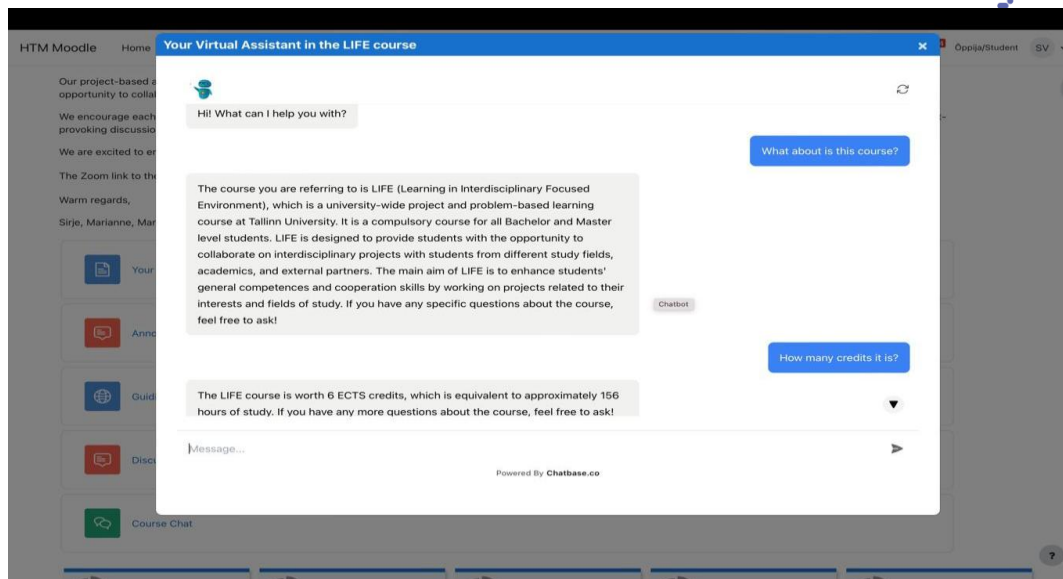 HTM Moodle Home
Your Virtual Assistant in the LIFE course ×
Õppija/Student SV
Our project-based a
opportunity to collal
We encourage each
provoking discussio
We are excited to er
The Zoom link to the
Warm regards,
Sirje, Marianne, Mar
Your
Anno
Guid
Discu
Course Chat
Hi! What can I help you with?
What about is this course?
The course you are referring to is LIFE (Learning in Interdisciplinary Focused
Environment), which is a university-wide project and problem-based learning
course at Tallinn University. It is a compulsory course for all Bachelor and Master
level students. LIFE is designed to provide students with the opportunity to
collaborate on interdisciplinary projects with students from different study fields,
academics, and external partners. The main aim of LIFE is to enhance students'
general competences and cooperation skills by working on projects related to their
interests and fields of study. If you have any specific questions about the course,
feel free to ask!
Chatbot
How many credits it is?
The LIFE course is worth 6 ECTS credits, which is equivalent to approximately 156
hours of study. If you have any more questions about the course, feel free to ask!
Message...
Powered By Chatbase.co
?